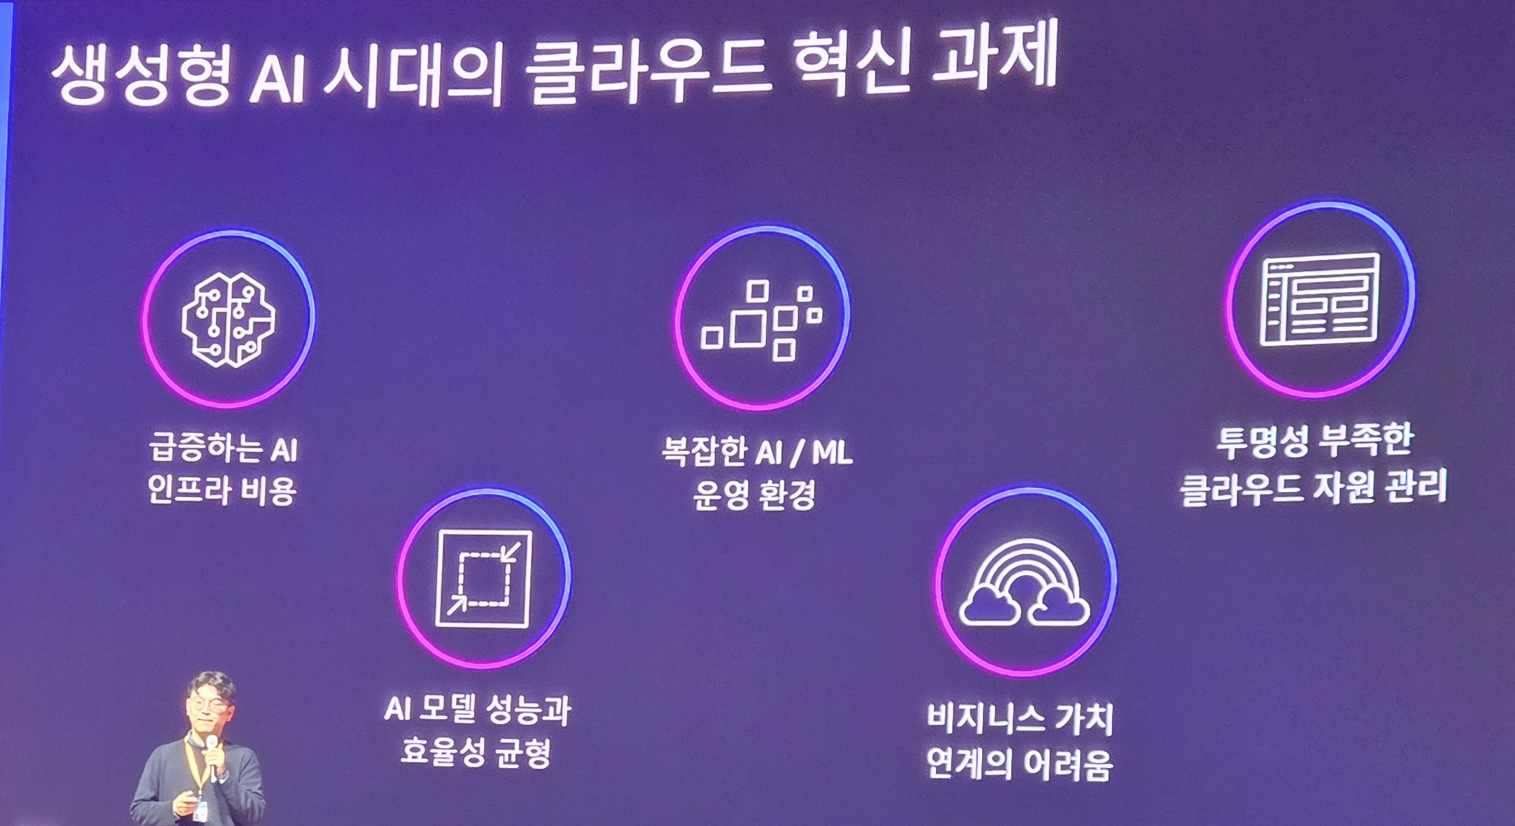 생성형 AI 시대의 클라우드 혁신 과제
급증하는 AI
인프라 비용
AI 모델 성능과
효율성 균형
복잡한 AI / ML
운영 환경
비지니스 가치
연계의 어려움
투명성 부족한
클라우드 자원 관리